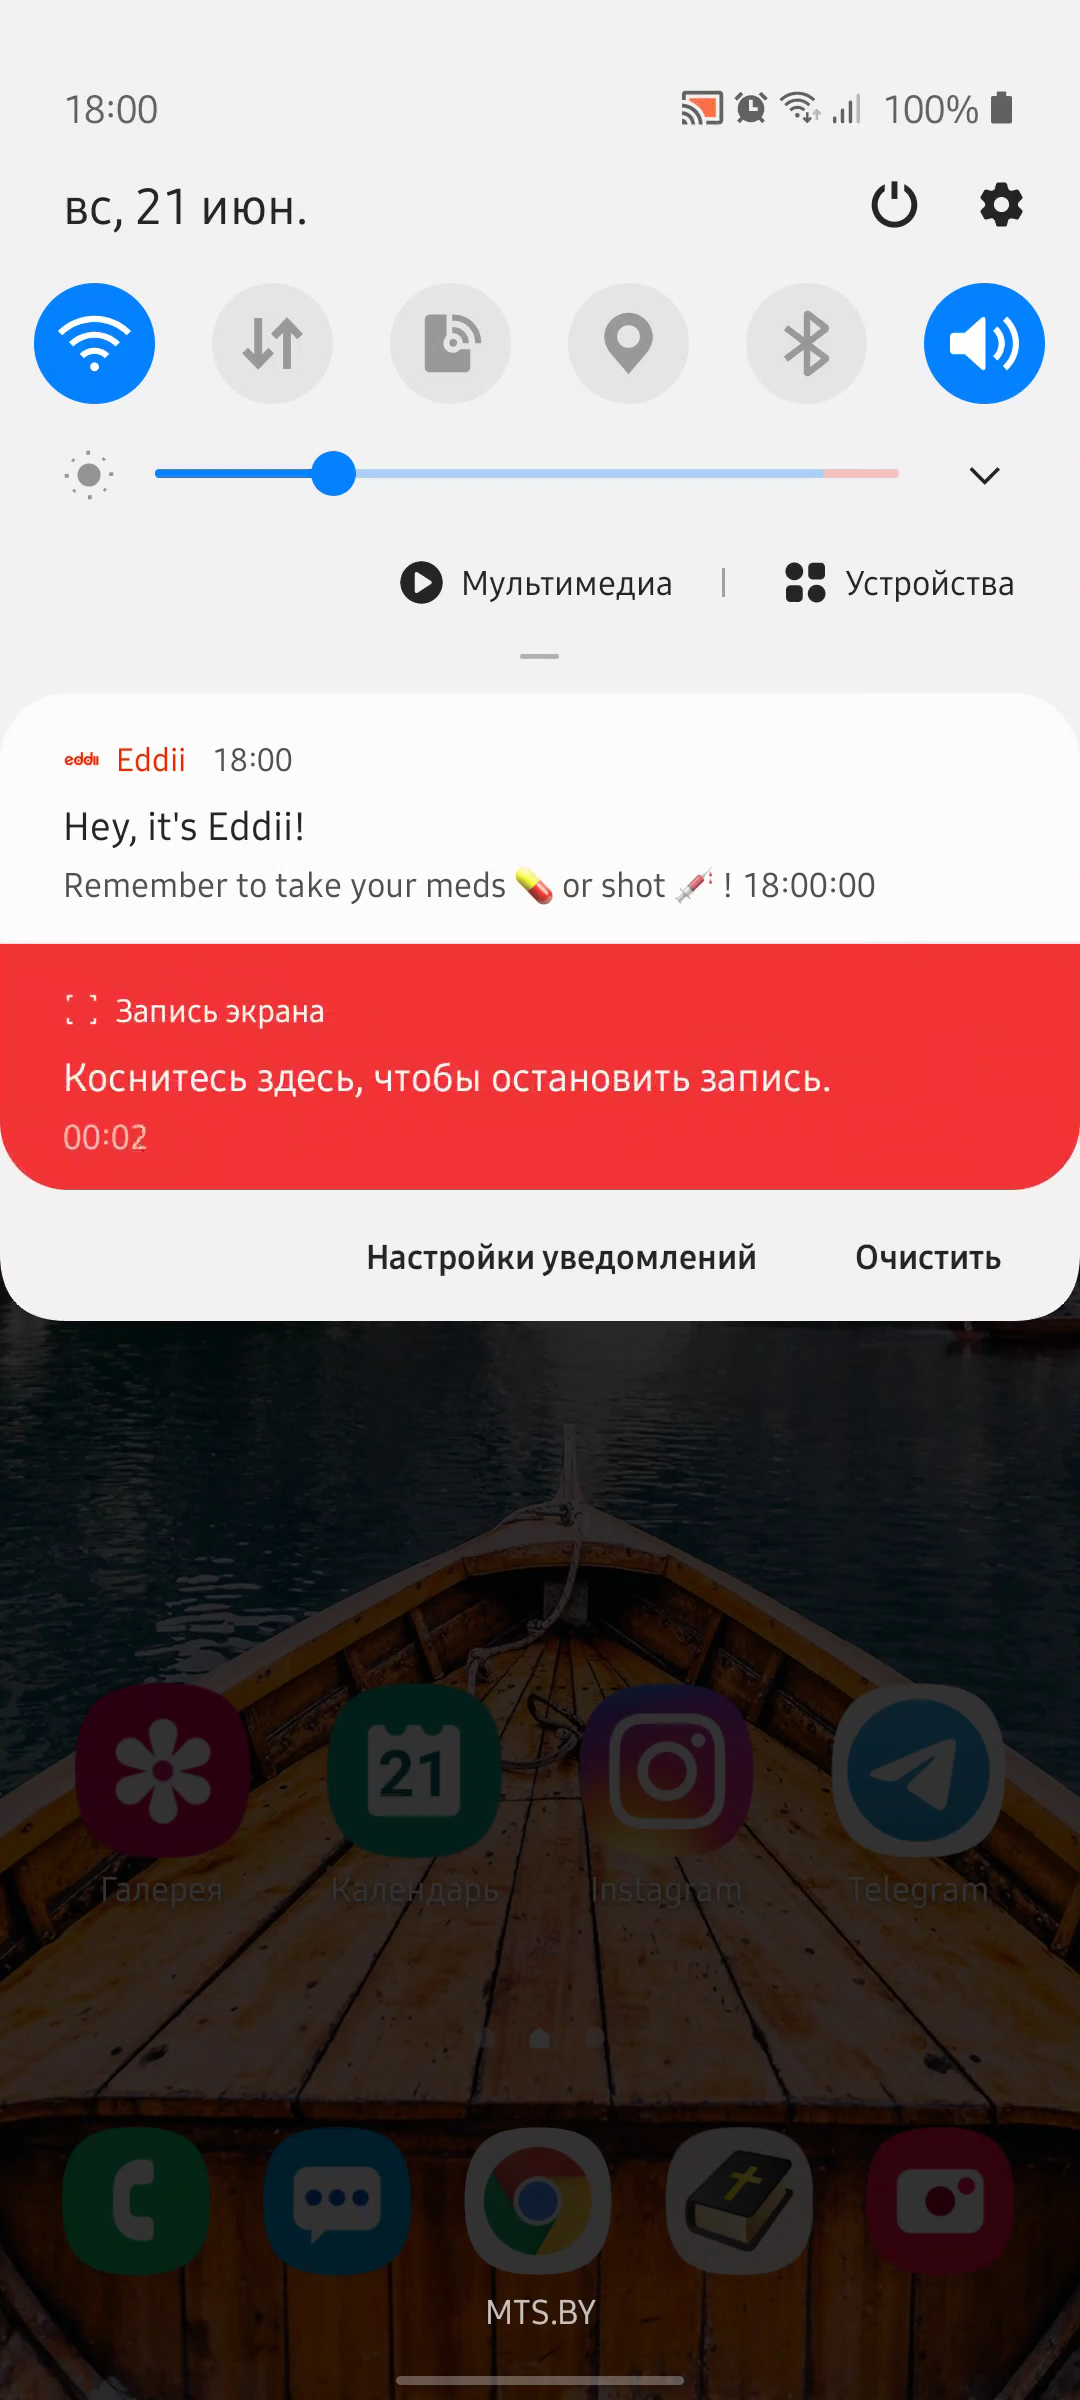 18:00 100%
вс, 21 июн.
Мультимедиа | Устройства
eddii Eddii 18:00
Hey, it's Eddii!
Remember to take your meds 💊 or shot 💉 ! 18:00:00
Запись экрана
Коснитесь здесь, чтобы остановить запись.
00:02
Настройки уведомлений Очистить
21
Галерея Календарь Instagram Telegram
MTS.BY